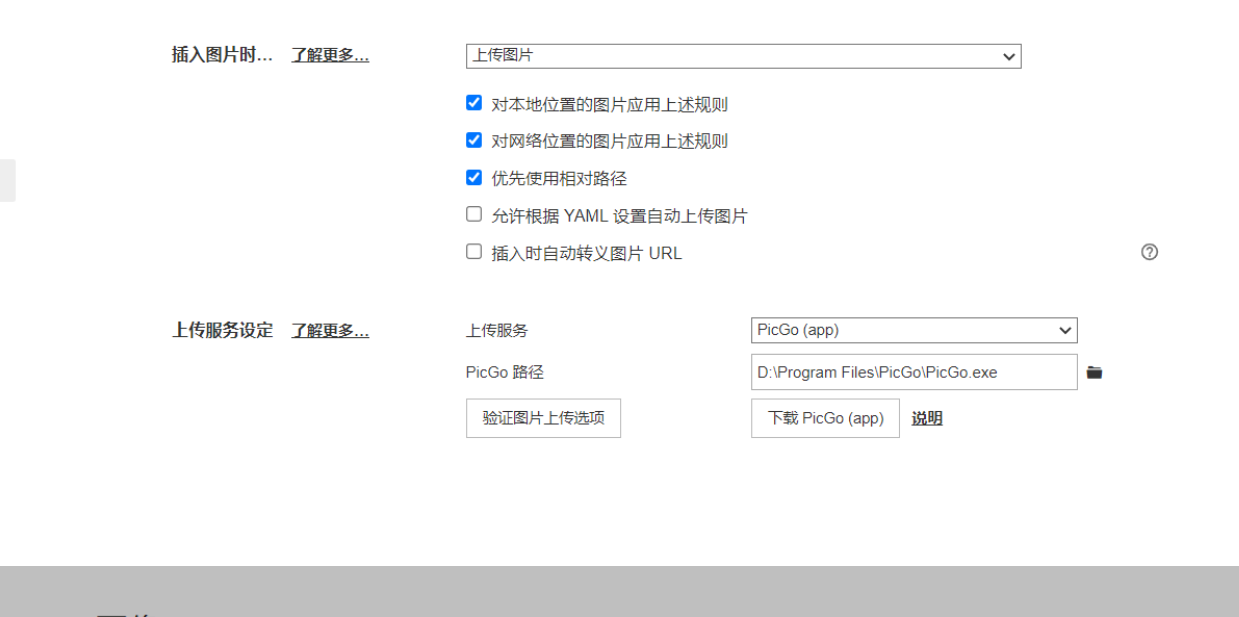 插入图片时... 了解更多... 上传图片
对本地位置的图片应用上述规则
对网络位置的图片应用上述规则
优先使用相对路径
允许根据 YAML 设置自动上传图片
插入时自动转义图片 URL ?
上传服务设定 了解更多... 上传服务 PicGo (app)
PicGo 路径 D:\Program Files\PicGo\PicGo.exe
验证图片上传选项 下载 PicGo (app) 说明